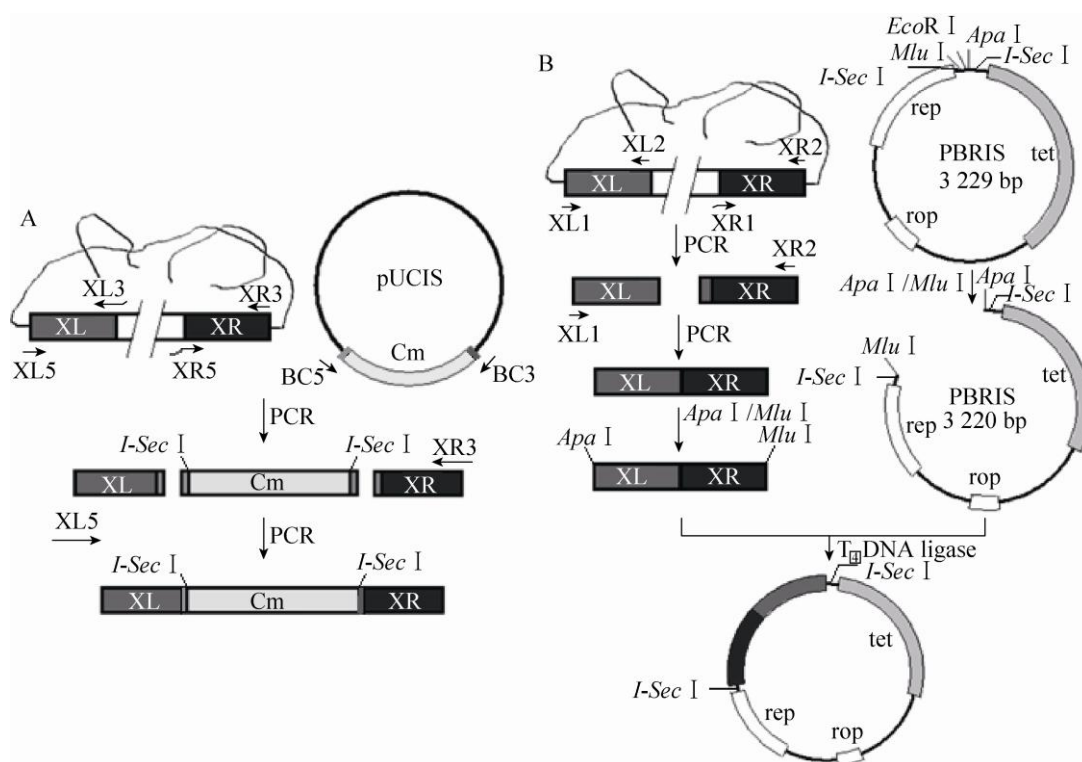 A
XL3
XR3
XL
XR
XL5
XR5
pUCIS
Cm
BC5
BC3
PCR
I-Sec Ⅰ
I-Sec Ⅰ
XR3
XL
Cm
XR
XL5
PCR
I-Sec Ⅰ
I-Sec Ⅰ
XL
Cm
XR
B
XL2
XR2
XL
XR
XL1
XR1
PCR
XR2
XL
XR
XL1
PCR
XL
XR
Apa Ⅰ/Mlu Ⅰ
Apa Ⅰ
Mlu Ⅰ
XL
XR
EcoR Ⅰ
Apa Ⅰ
Mlu Ⅰ
I-Sec Ⅰ
I-Sec Ⅰ
rep
PBRIS
3 229 bp
tet
rop
Apa Ⅰ/Mlu Ⅰ
Apa Ⅰ
I-Sec Ⅰ
Mlu Ⅰ
I-Sec Ⅰ
tet
PBRIS
3 220 bp
rep
rop
T4 DNA ligase
I-Sec Ⅰ
tet
I-Sec Ⅰ
rep
rop